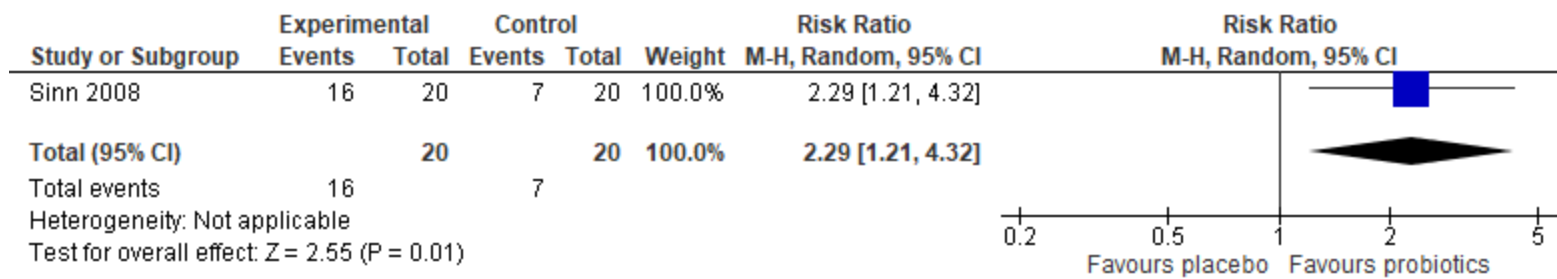 Experimental Control Risk Ratio Risk Ratio
Study or Subgroup Events Total Events Total Weight M-H, Random, 95% CI M-H, Random, 95% CI
Sinn 2008 16 20 7 20 100.0% 2.29 [1.21, 4.32]
Total (95% CI) 20 20 100.0% 2.29 [1.21, 4.32]
Total events 16 7
Heterogeneity: Not applicable
Test for overall effect: Z = 2.55 (P = 0.01)
0.2 0.5 1 2 5
Favours placebo Favours probiotics